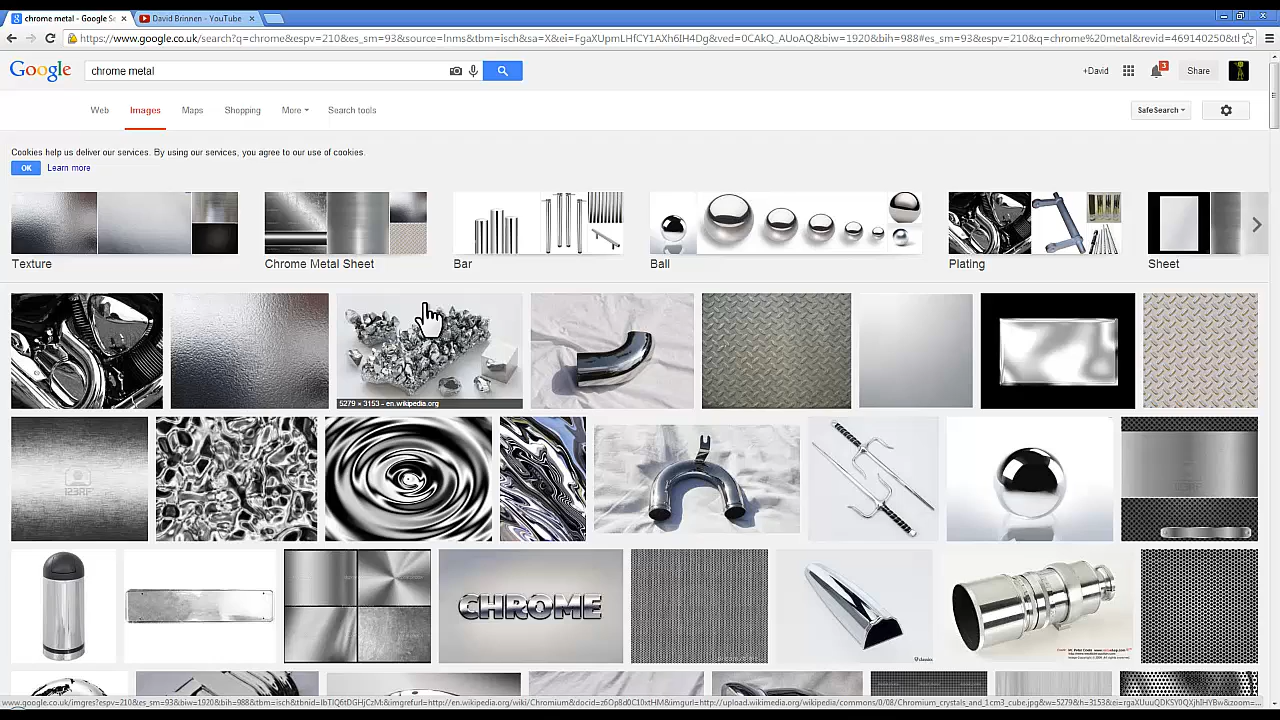 chrome metal - Google Se
David Brinnen - YouTube
https://www.google.co.uk/search?q=chrome&espv=210&es_sm=93&source=lnms&tbm=isch&sa=X&ei=FgaXUpmLHfCY1AXh6IH4Dg&ved=0CAkQ_AUoAQ&biw=1920&bih=988#es_sm=93&espv=210&q=chrome%20metal&revid=469140250&tl
Google
chrome metal
+David
3
Share
Web
Images
Maps
Shopping
More
Search tools
SafeSearch
Cookies help us deliver our services. By using our services, you agree to our use of cookies.
OK
Learn more
Texture
Chrome Metal Sheet
Bar
Ball
Plating
Sheet
5279 × 3153 - en.wikipedia.org
123RF
CHROME
classics